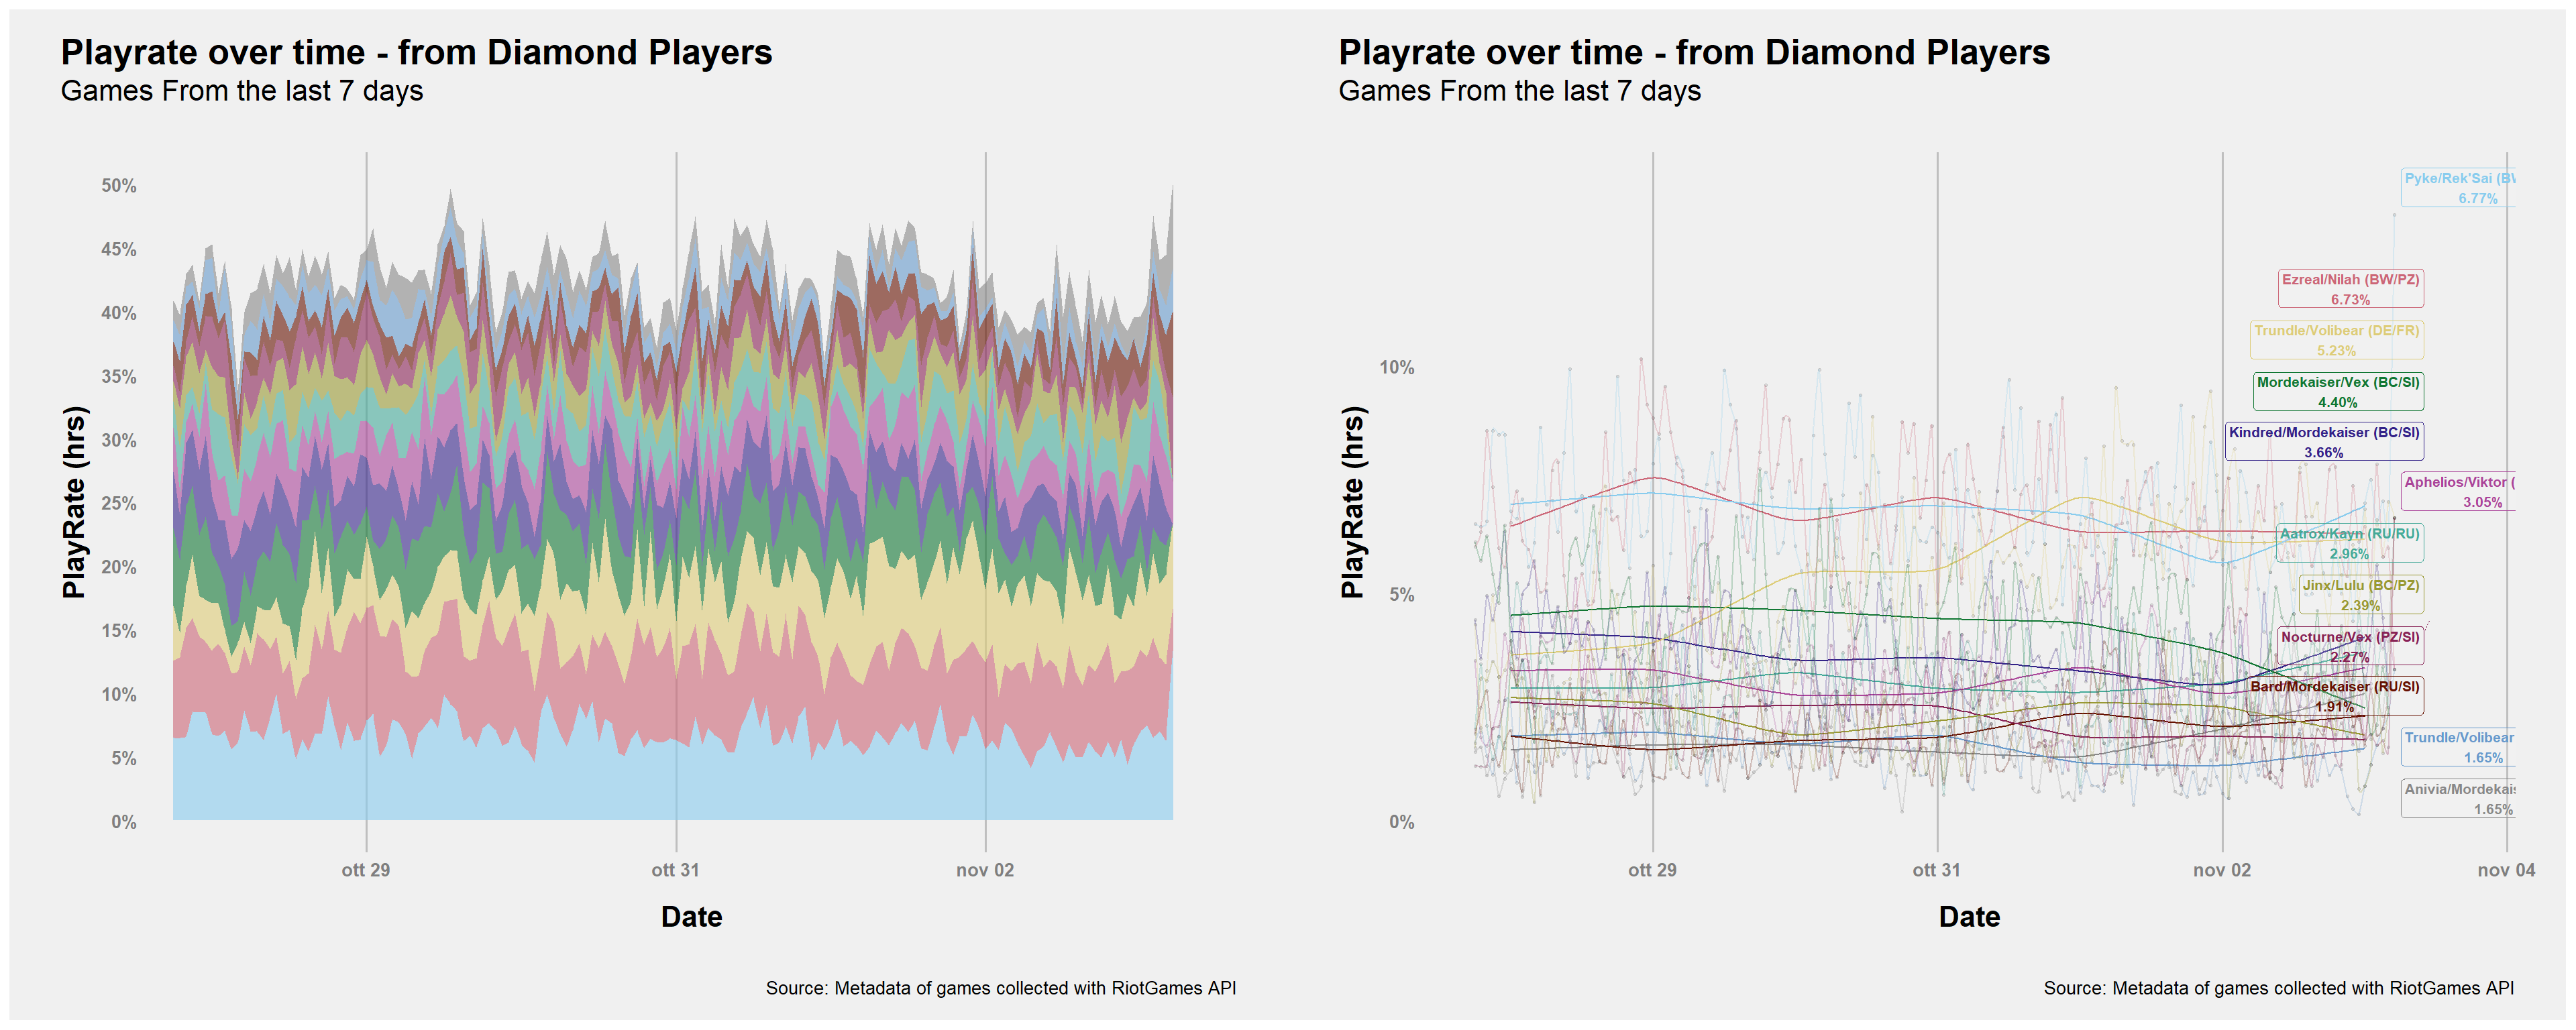 Playrate over time - from Diamond Players
Games From the last 7 days
50%
45%
40%
35%
30%
25%
20%
15%
10%
5%
0%
PlayRate (hrs)
ott 29
ott 31
nov 02
Date
Source: Metadata of games collected with RiotGames API
Playrate over time - from Diamond Players
Games From the last 7 days
10%
5%
0%
PlayRate (hrs)
Pyke/Rek'Sai (BW
6.77%
Ezreal/Nilah (BW/PZ)
6.73%
Trundle/Volibear (DE/FR)
5.23%
Mordekaiser/Vex (BC/SI)
4.40%
Kindred/Mordekaiser (BC/SI)
3.66%
Aphelios/Viktor (
3.05%
Aatrox/Kayn (RU/RU)
2.96%
Jinx/Lulu (BC/PZ)
2.39%
Nocturne/Vex (PZ/SI)
2.27%
Bard/Mordekaiser (RU/SI)
1.91%
Trundle/Volibear
1.65%
Anivia/Mordekais
1.65%
ott 29
ott 31
nov 02
nov 04
Date
Source: Metadata of games collected with RiotGames API